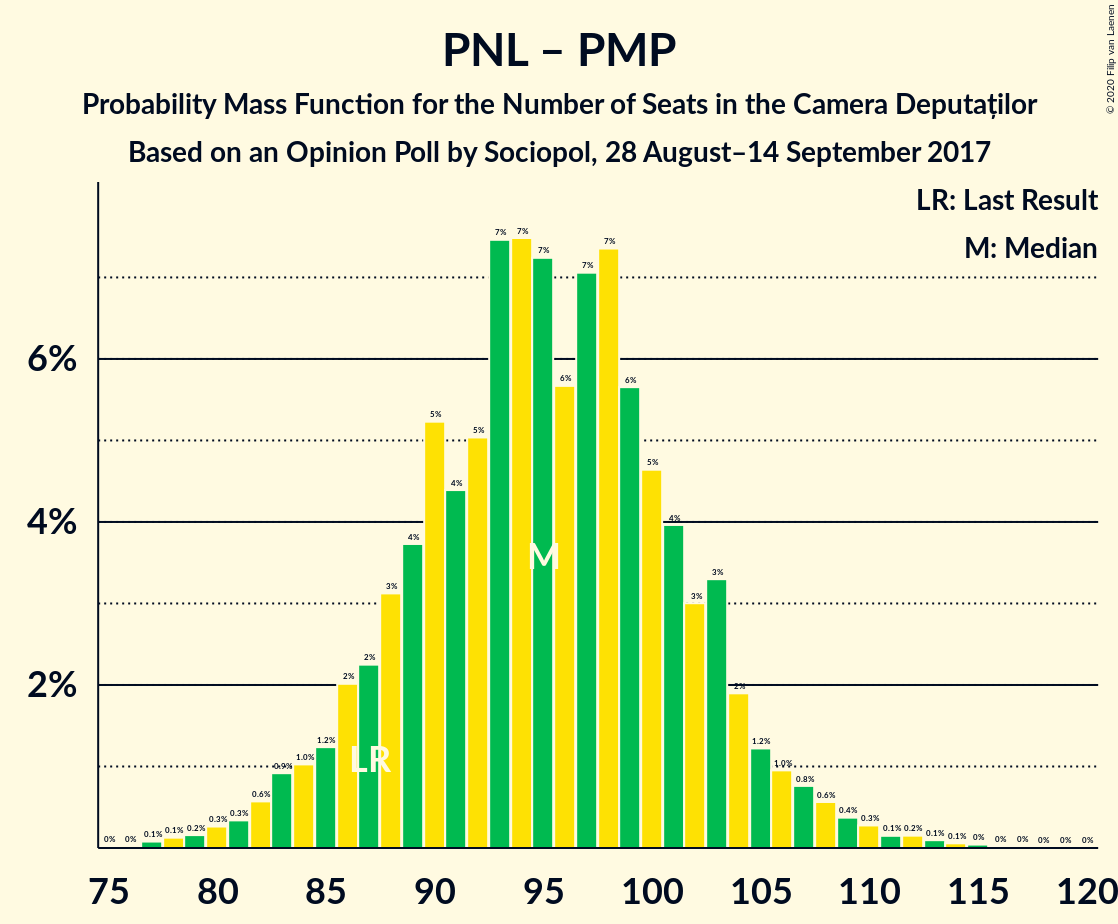 PNL – PMP
Probability Mass Function for the Number of Seats in the Camera Deputaților
Based on an Opinion Poll by Sociopol, 28 August–14 September 2017
© 2020 Filip van Laenen
LR: Last Result
M: Median
6%
4%
2%
0% 0% 0.1% 0.1% 0.2% 0.3% 0.3% 0.6% 0.9% 1.0% 1.2% 2% 2% 3% 4% 5% 4% 5% 7% 7% 7% 6% 7% 7% 6% 5% 4% 3% 3% 2% 1.2% 1.0% 0.8% 0.6% 0.4% 0.3% 0.1% 0.2% 0.1% 0.1% 0% 0% 0% 0% 0% 0%
M
LR
75 80 85 90 95 100 105 110 115 120